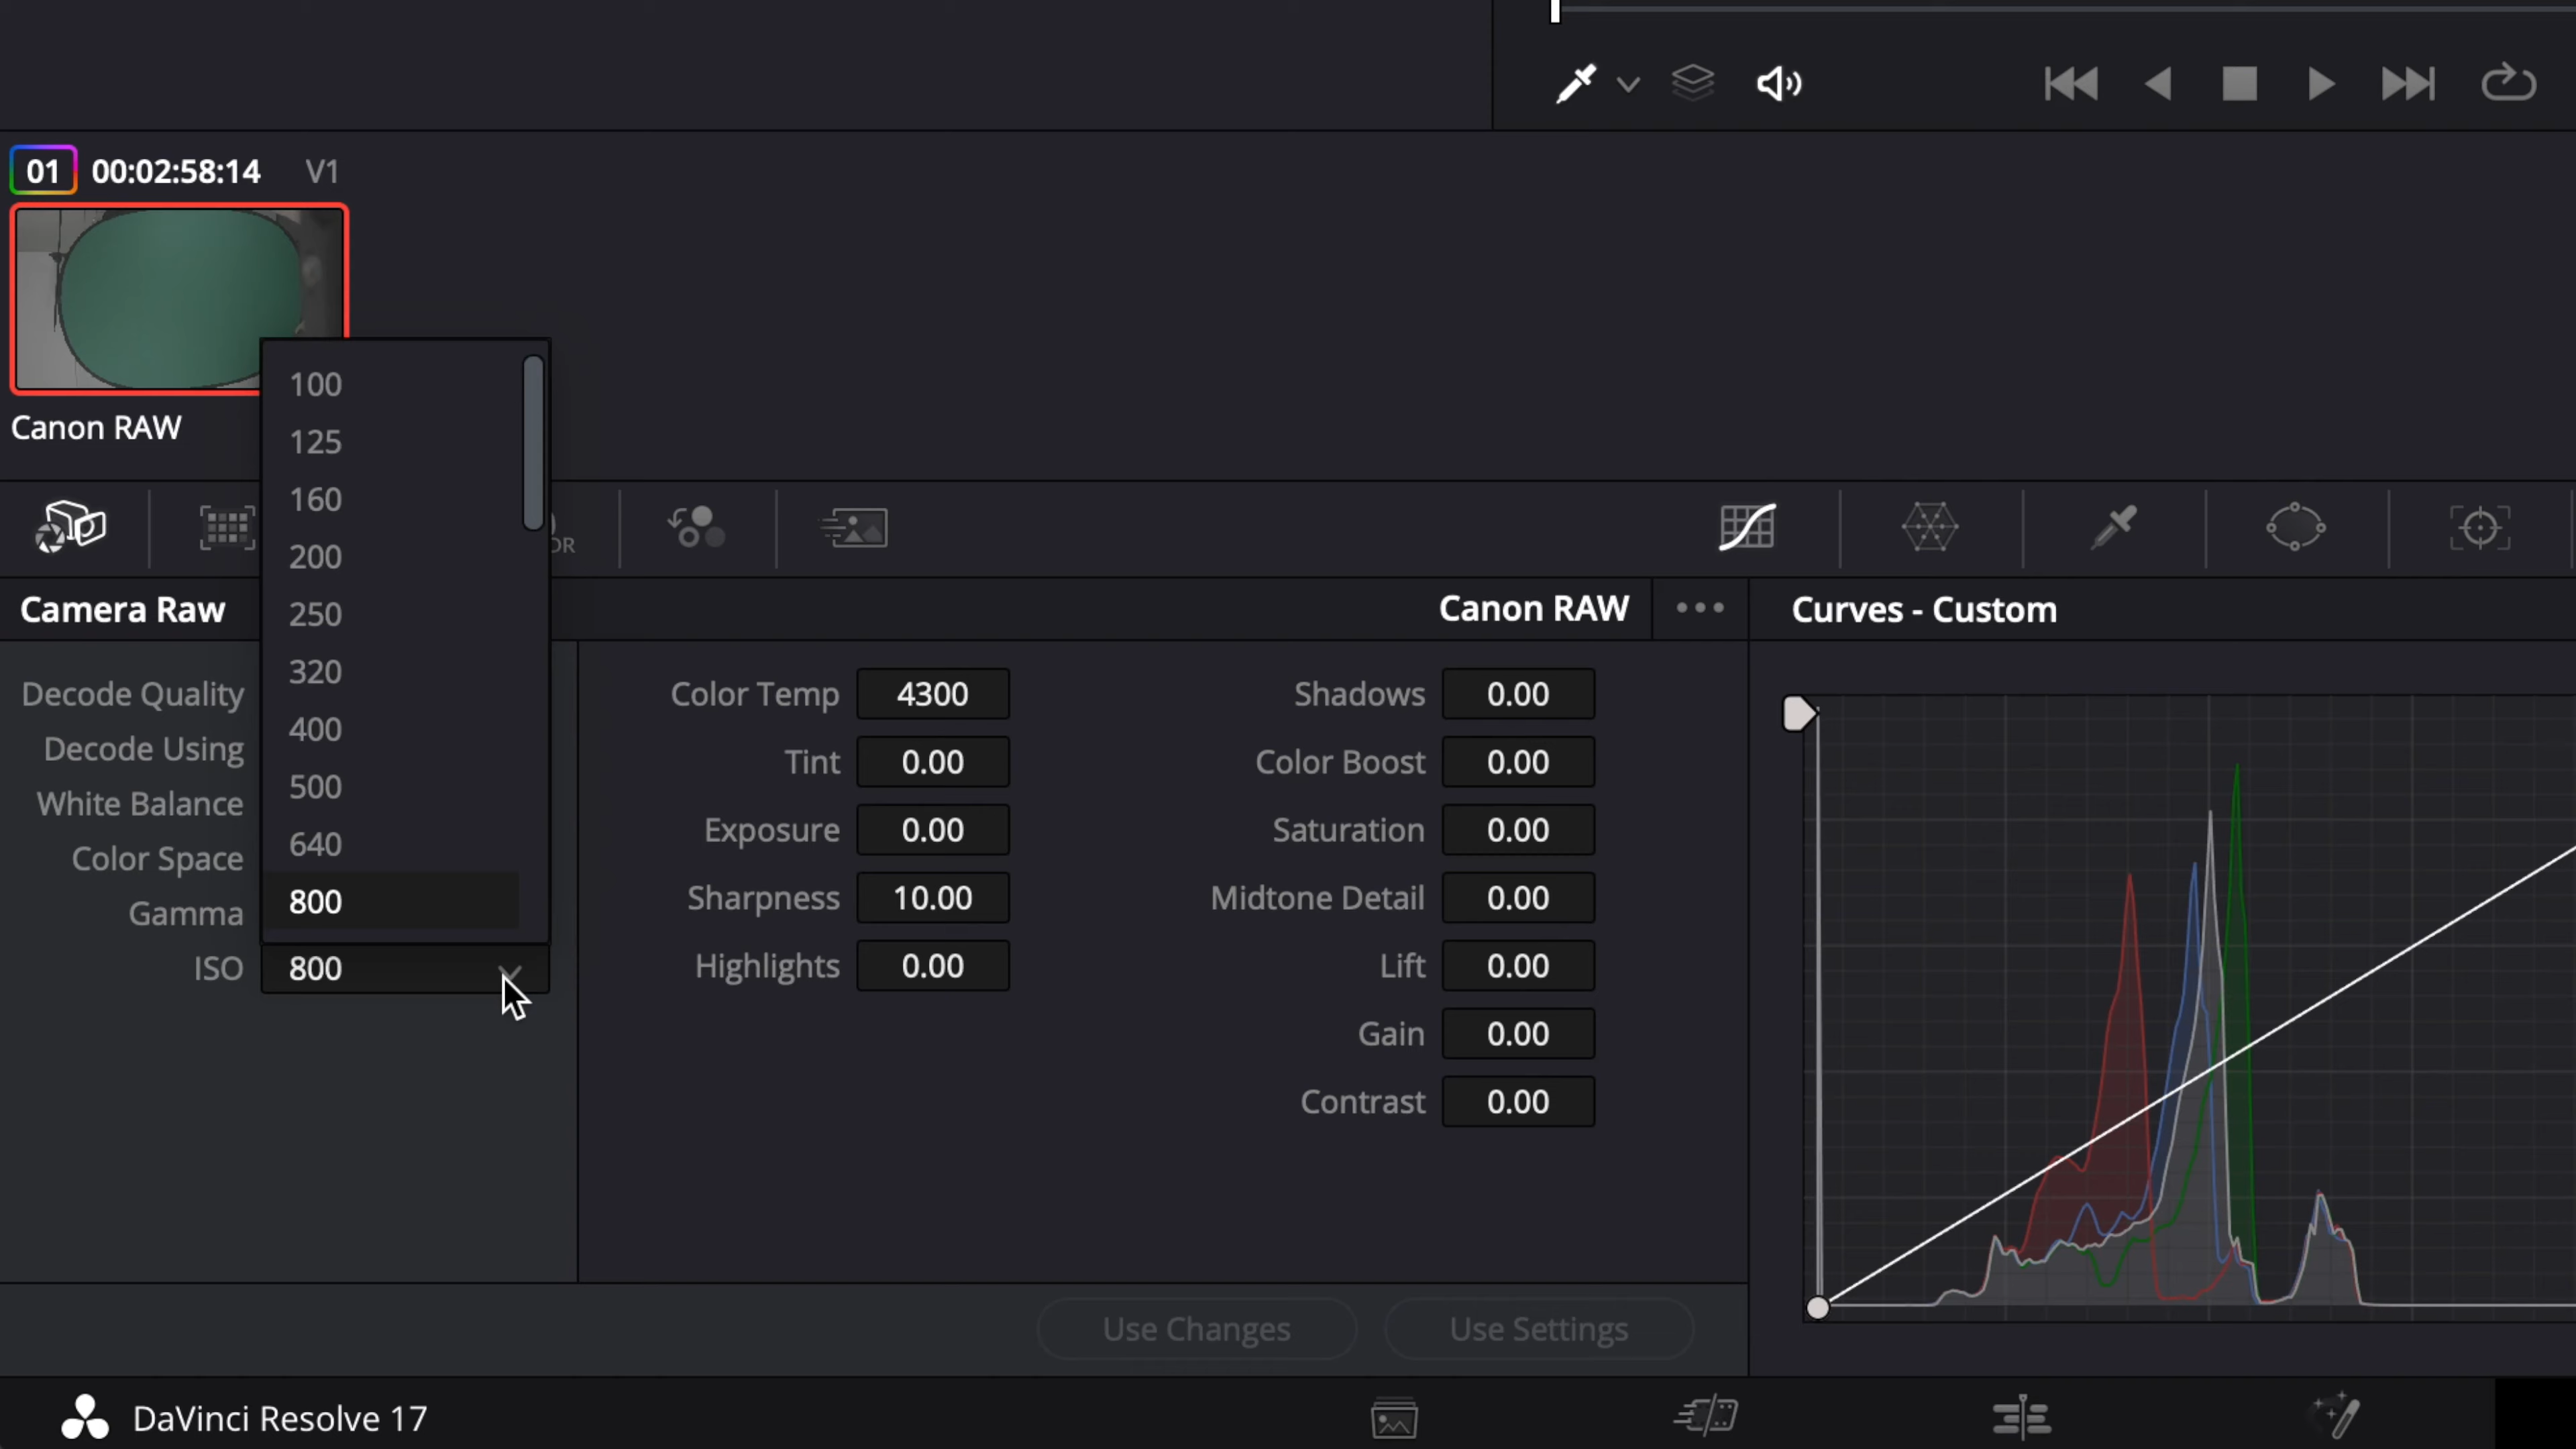 01 00:02:58:14 V1
Canon RAW
100
125
160
200
250
320
400
500
640
800
OR
Camera Raw
Canon RAW
Curves - Custom
Decode Quality
Decode Using
White Balance
Color Space
Gamma
ISO 800
Color Temp 4300
Tint 0.00
Exposure 0.00
Sharpness 10.00
Highlights 0.00
Shadows 0.00
Color Boost 0.00
Saturation 0.00
Midtone Detail 0.00
Lift 0.00
Gain 0.00
Contrast 0.00
Use Changes
Use Settings
DaVinci Resolve 17